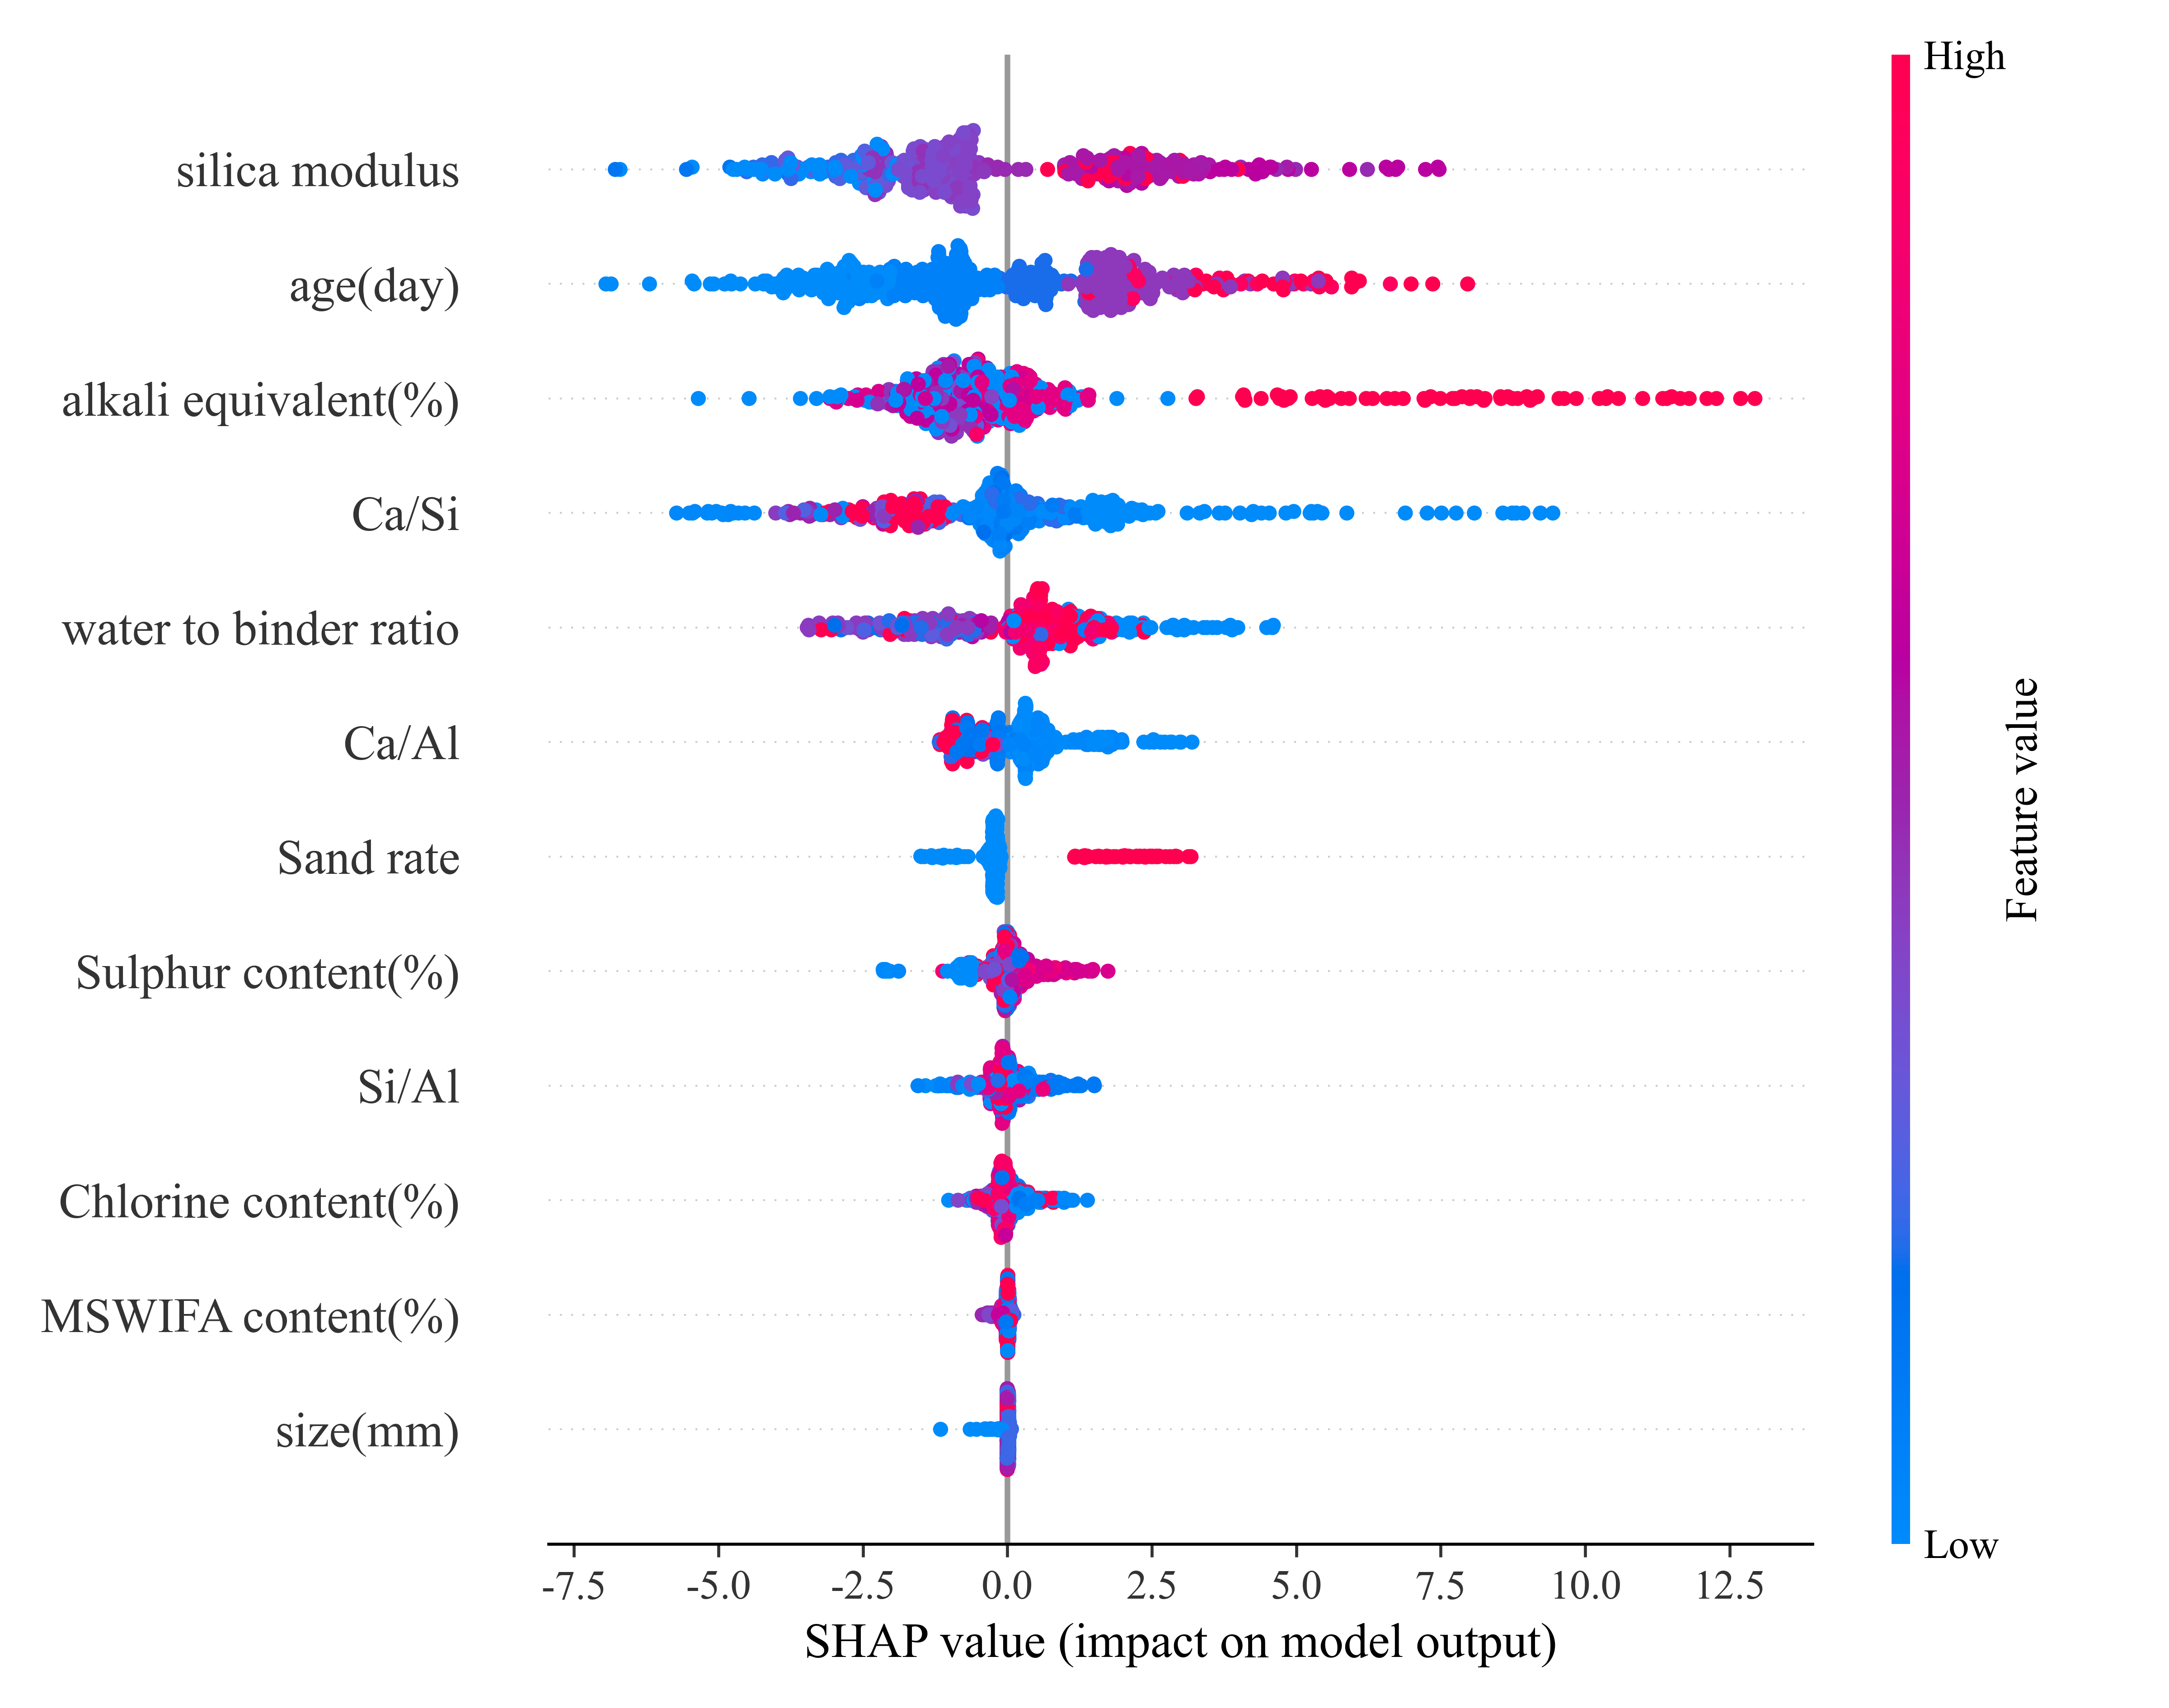 High
silica modulus
age(day)
alkali equivalent(%)
Ca/Si
water to binder ratio
Ca/Al
Sand rate
Sulphur content(%)
Si/Al
Chlorine content(%)
MSWIFA content(%)
size(mm)
Feature value
Low
-7.5 -5.0 -2.5 0.0 2.5 5.0 7.5 10.0 12.5
SHAP value (impact on model output)